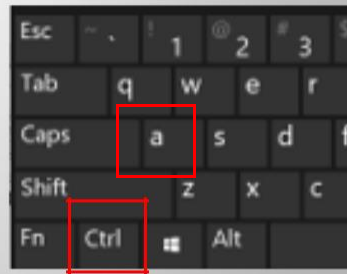 Esc ~ ` ! 1 @ 2 # 3 $
Tab q w e r
Caps a s d f
Shift z x c
Fn Ctrl Alt